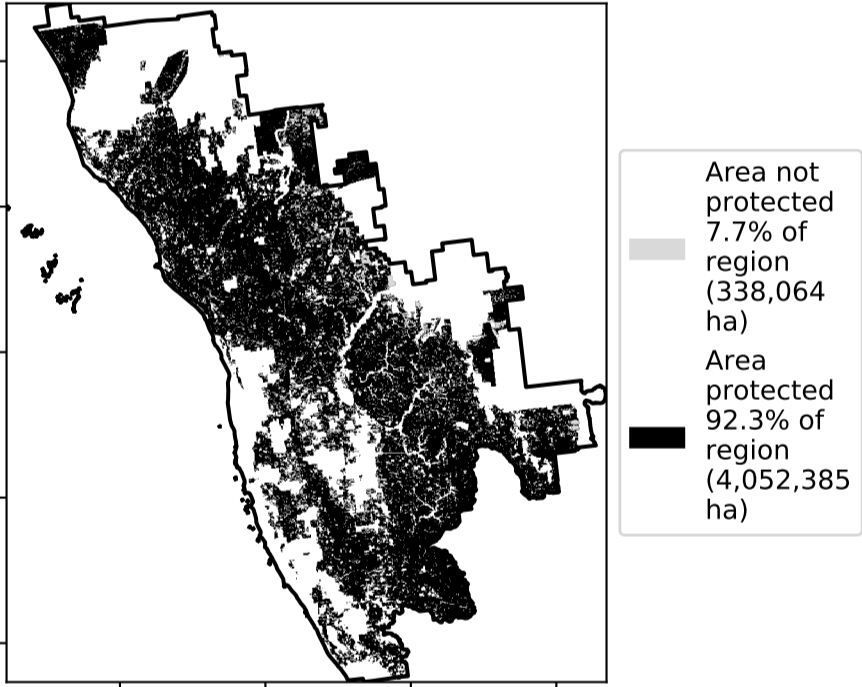 Area not
protected
7.7% of
region
(338,064
ha)
Area
protected
92.3% of
region
(4,052,385
ha)